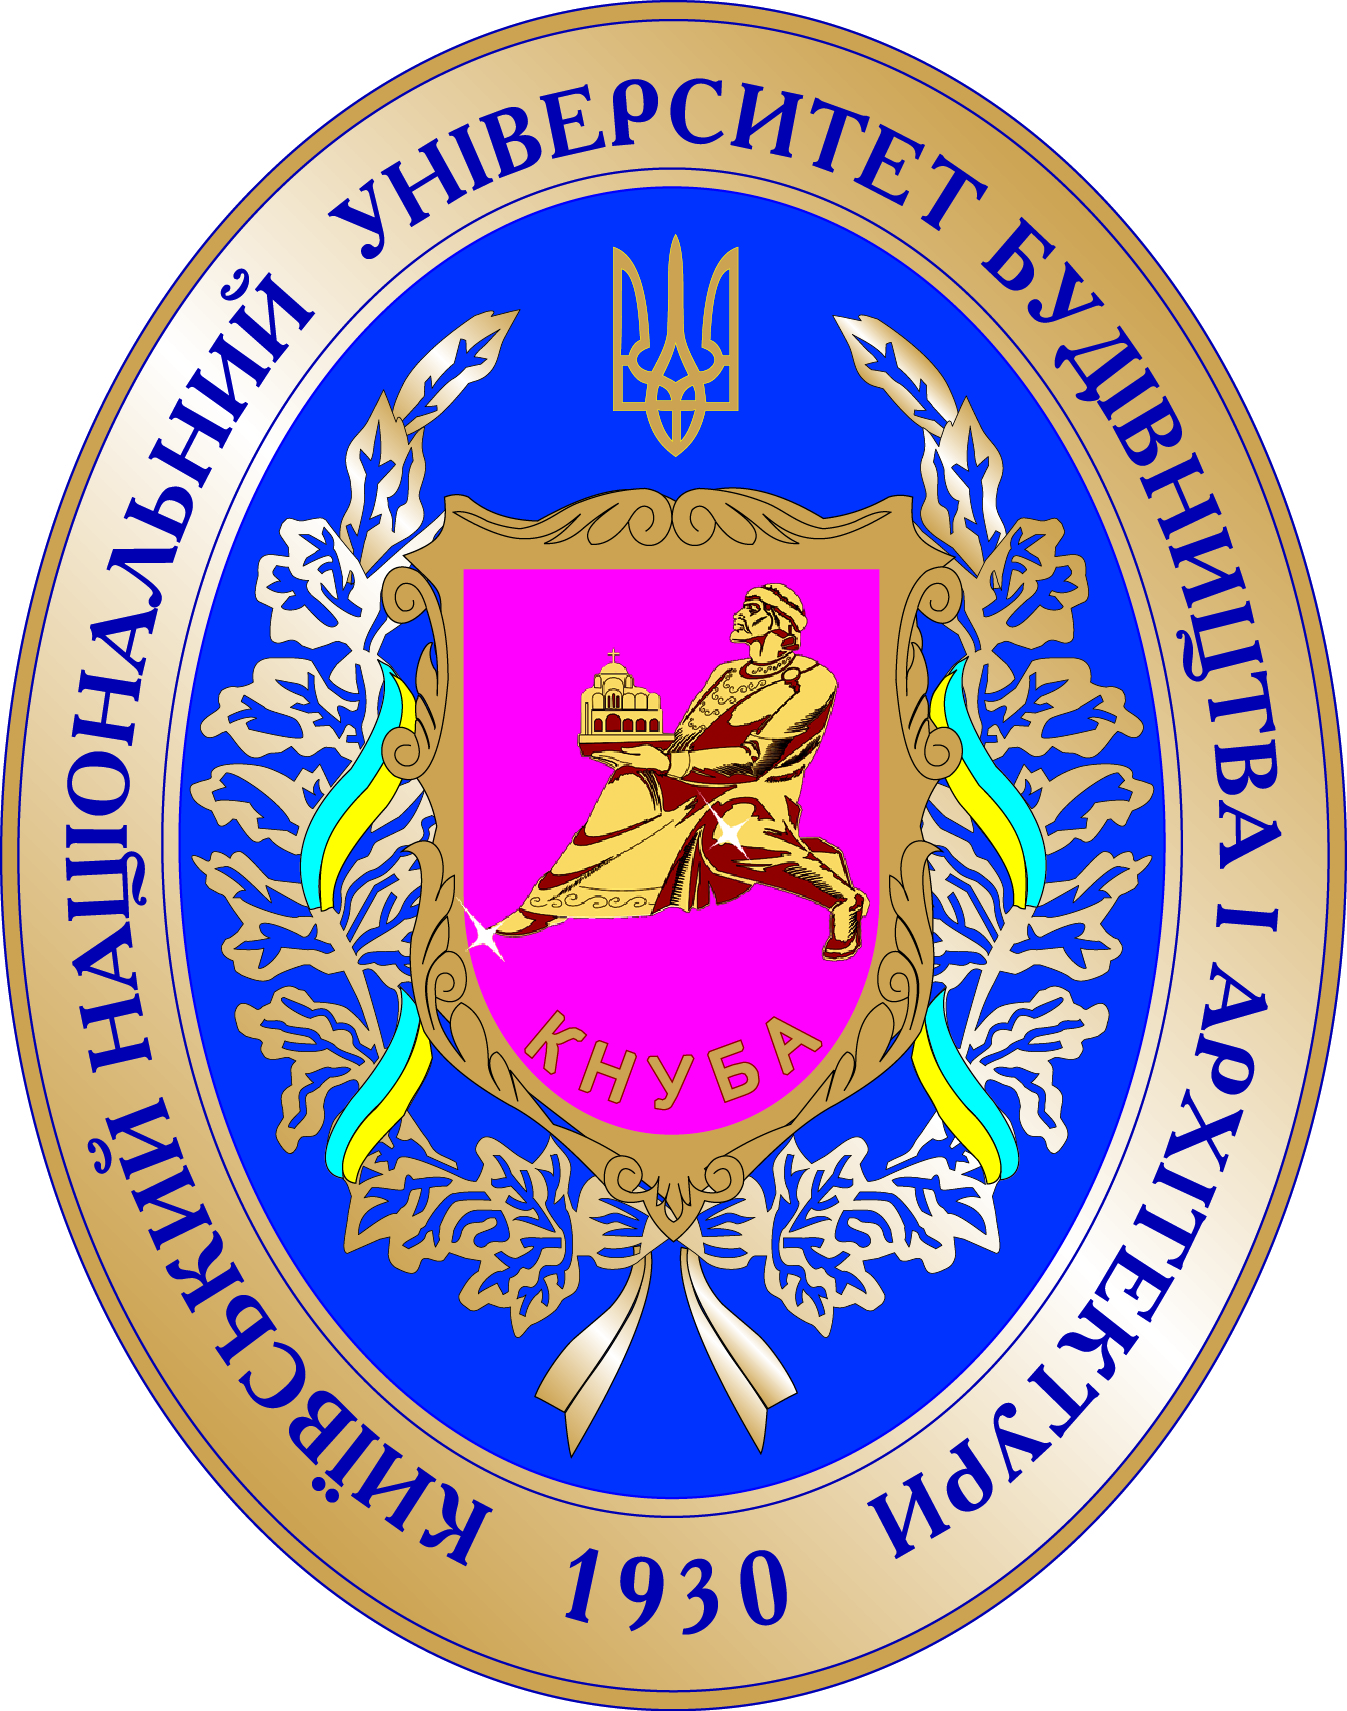 КИЇВСЬКИЙ НАЦІОНАЛЬНИЙ УНІВЕРСИТЕТ БУДІВНИЦТВА І АРХІТЕКТУРИ
КНУБА
1930